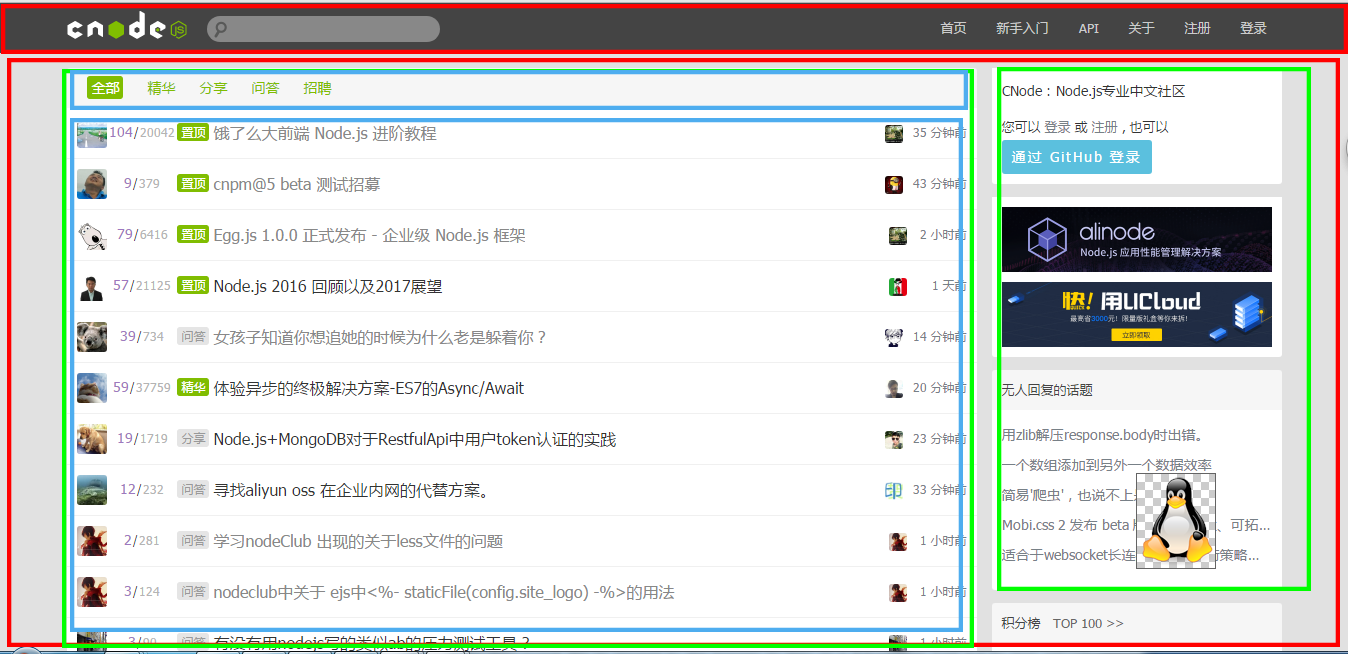 cnode JS
首页 新手入门 API 关于 注册 登录
全部 精华 分享 问答 招聘
104/20042 置顶 饿了么大前端 Node.js 进阶教程 35 分钟前
9/379 置顶 cnpm@5 beta 测试招募 43 分钟前
79/6416 置顶 Egg.js 1.0.0 正式发布 - 企业级 Node.js 框架 2 小时前
57/21125 置顶 Node.js 2016 回顾以及2017展望 1 天前
39/734 问答 女孩子知道你想追她的时候为什么老是躲着你？ 14 分钟前
59/37759 精华 体验异步的终极解决方案-ES7的Async/Await 20 分钟前
19/1719 分享 Node.js+MongoDB对于RestfulApi中用户token认证的实践 23 分钟前
12/232 问答 寻找aliyun oss 在企业内网的代替方案。 印 33 分钟前
2/281 问答 学习nodeClub 出现的关于less文件的问题 1 小时前
3/124 问答 nodeclub中关于 ejs中<%- staticFile(config.site_logo) -%>的用法 1 小时前
3/90 问答 有没有用nodejs写的类似ab的压力测试工具？ 1 小时前
CNode：Node.js专业中文社区
您可以 登录 或 注册 , 也可以
通过 GitHub 登录
alinode
Node.js 应用性能管理解决方案
快! 用UCloud
最高省3000元！限量版礼盒等你来拆！
立即领取
无人回复的话题
用zlib解压response.body时出错。
一个数组添加到另外一个数据效率
简易'爬虫'，也说不上
Mobi.css 2 发布 beta 、可拓...
适合于websocket长连 策略...
积分榜 TOP 100 >>